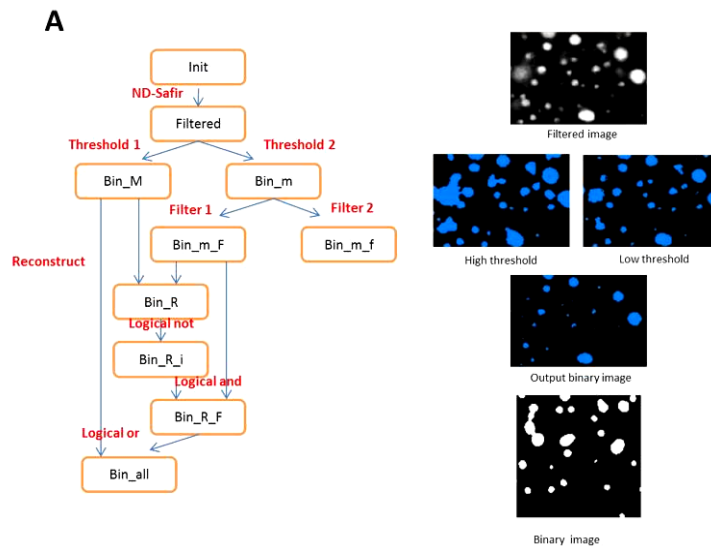 A
Init
ND-Safir
Filtered
Threshold 1
Threshold 2
Bin_M
Bin_m
Filter 1
Filter 2
Bin_m_F
Bin_m_f
Reconstruct
Bin_R
Logical not
Bin_R_i
Logical and
Bin_R_F
Logical or
Bin_all
Filtered image
High threshold
Low threshold
Output binary image
Binary image